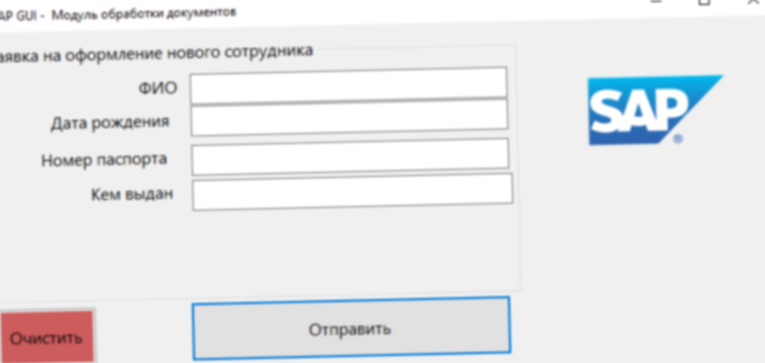 AP GUI - Модуль обработки документов
аявка на оформление нового сотрудника
ФИО
Дата рождения
Номер паспорта
Кем выдан
SAP®
Очистить
Отправить